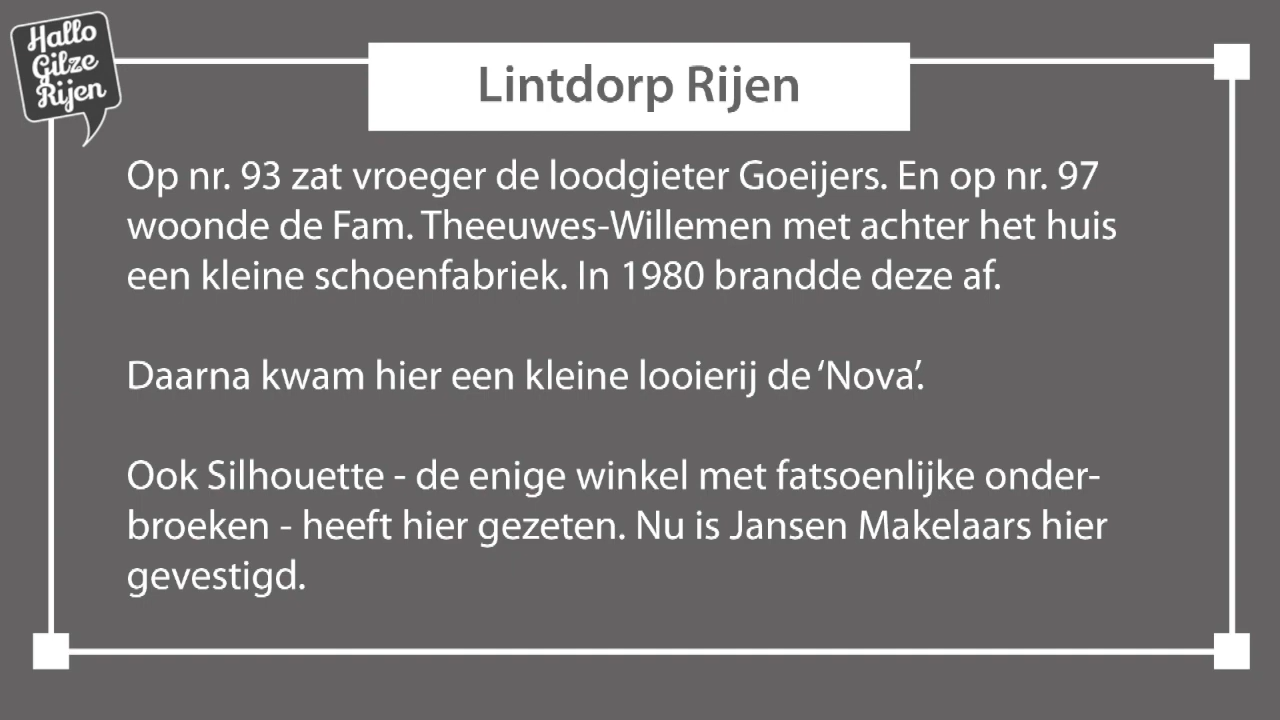 Hallo
Gilze
Rijen
Lintdorp Rijen
Op nr. 93 zat vroeger de loodgieter Goeijers. En op nr. 97
woonde de Fam. Theeuwes-Willemen met achter het huis
een kleine schoenfabriek. In 1980 brandde deze af.
Daarna kwam hier een kleine looierij de ‘Nova’.
Ook Silhouette - de enige winkel met fatsoenlijke onder-
broeken - heeft hier gezeten. Nu is Jansen Makelaars hier
gevestigd.